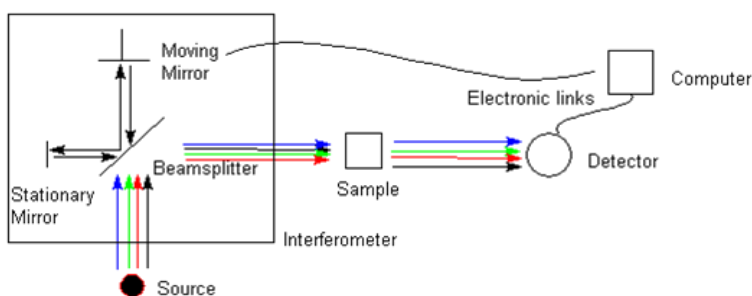 Moving
Mirror
Computer
Electronic links
Beamsplitter
Detector
Sample
Stationary
Mirror
Interferometer
Source